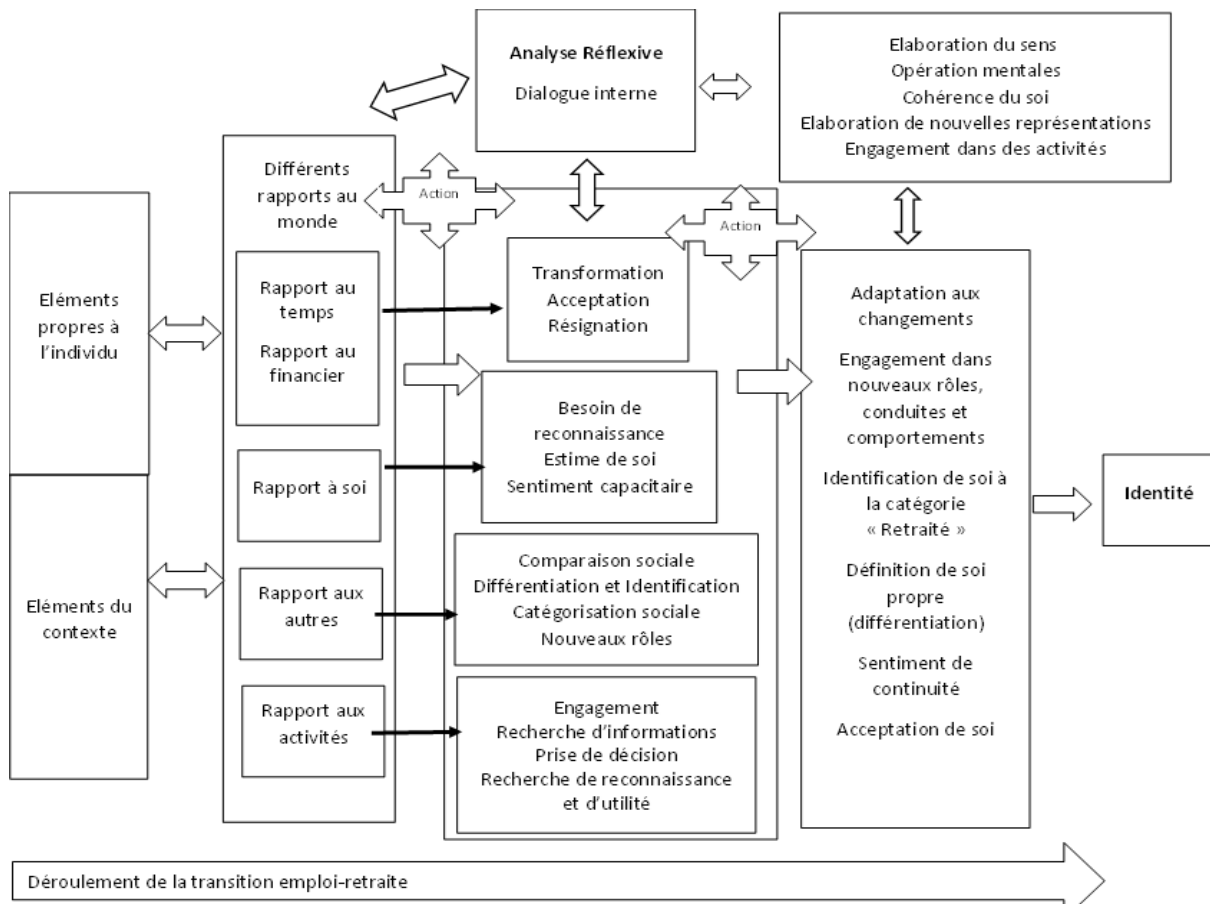 Analyse Réflexive
Dialogue interne
Elaboration du sens
Opération mentales
Cohérence du soi
Elaboration de nouvelles représentations
Engagement dans des activités
Eléments
propres à
l'individu
Eléments du
contexte
Différents
rapports au
monde
Action
Action
Rapport au
temps
Rapport au
financier
Rapport à soi
Rapport aux
autres
Rapport aux
activités
Transformation
Acceptation
Résignation
Besoin de
reconnaissance
Estime de soi
Sentiment capacitaire
Comparaison sociale
Différentiation et Identification
Catégorisation sociale
Nouveaux rôles
Engagement
Recherche d'informations
Prise de décision
Recherche de reconnaissance
et d'utilité
Adaptation aux
changements
Engagement dans
nouveaux rôles,
conduites et
comportements
Identification de soi à
la catégorie
« Retraité »
Définition de soi
propre
(différentiation)
Sentiment de
continuité
Acceptation de soi
Identité
Déroulement de la transition emploi-retraite